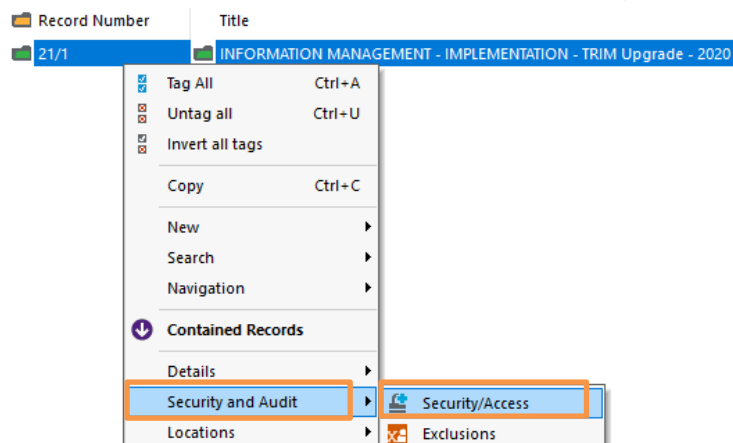 Record Number Title
21/1 INFORMATION MANAGEMENT - IMPLEMENTATION - TRIM Upgrade - 2020
Tag All Ctrl+A
Untag all Ctrl+U
Invert all tags
Copy Ctrl+C
New
Search
Navigation
Contained Records
Details
Security and Audit Security/Access
Locations Exclusions